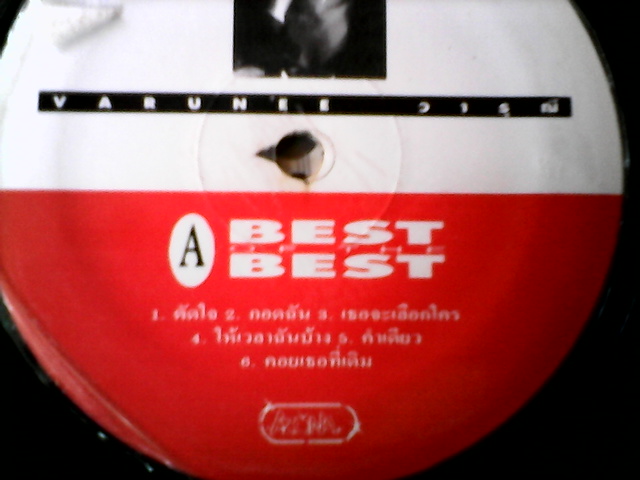 VARUNEE วารุณี
A BEST
BEST
1. ตัดใจ 2. กอดฉัน 3. เธอจะเลือกใคร
4. ให้เวลาฉันบ้าง 5. คำเดียว
6. คอยเธอที่เดิม